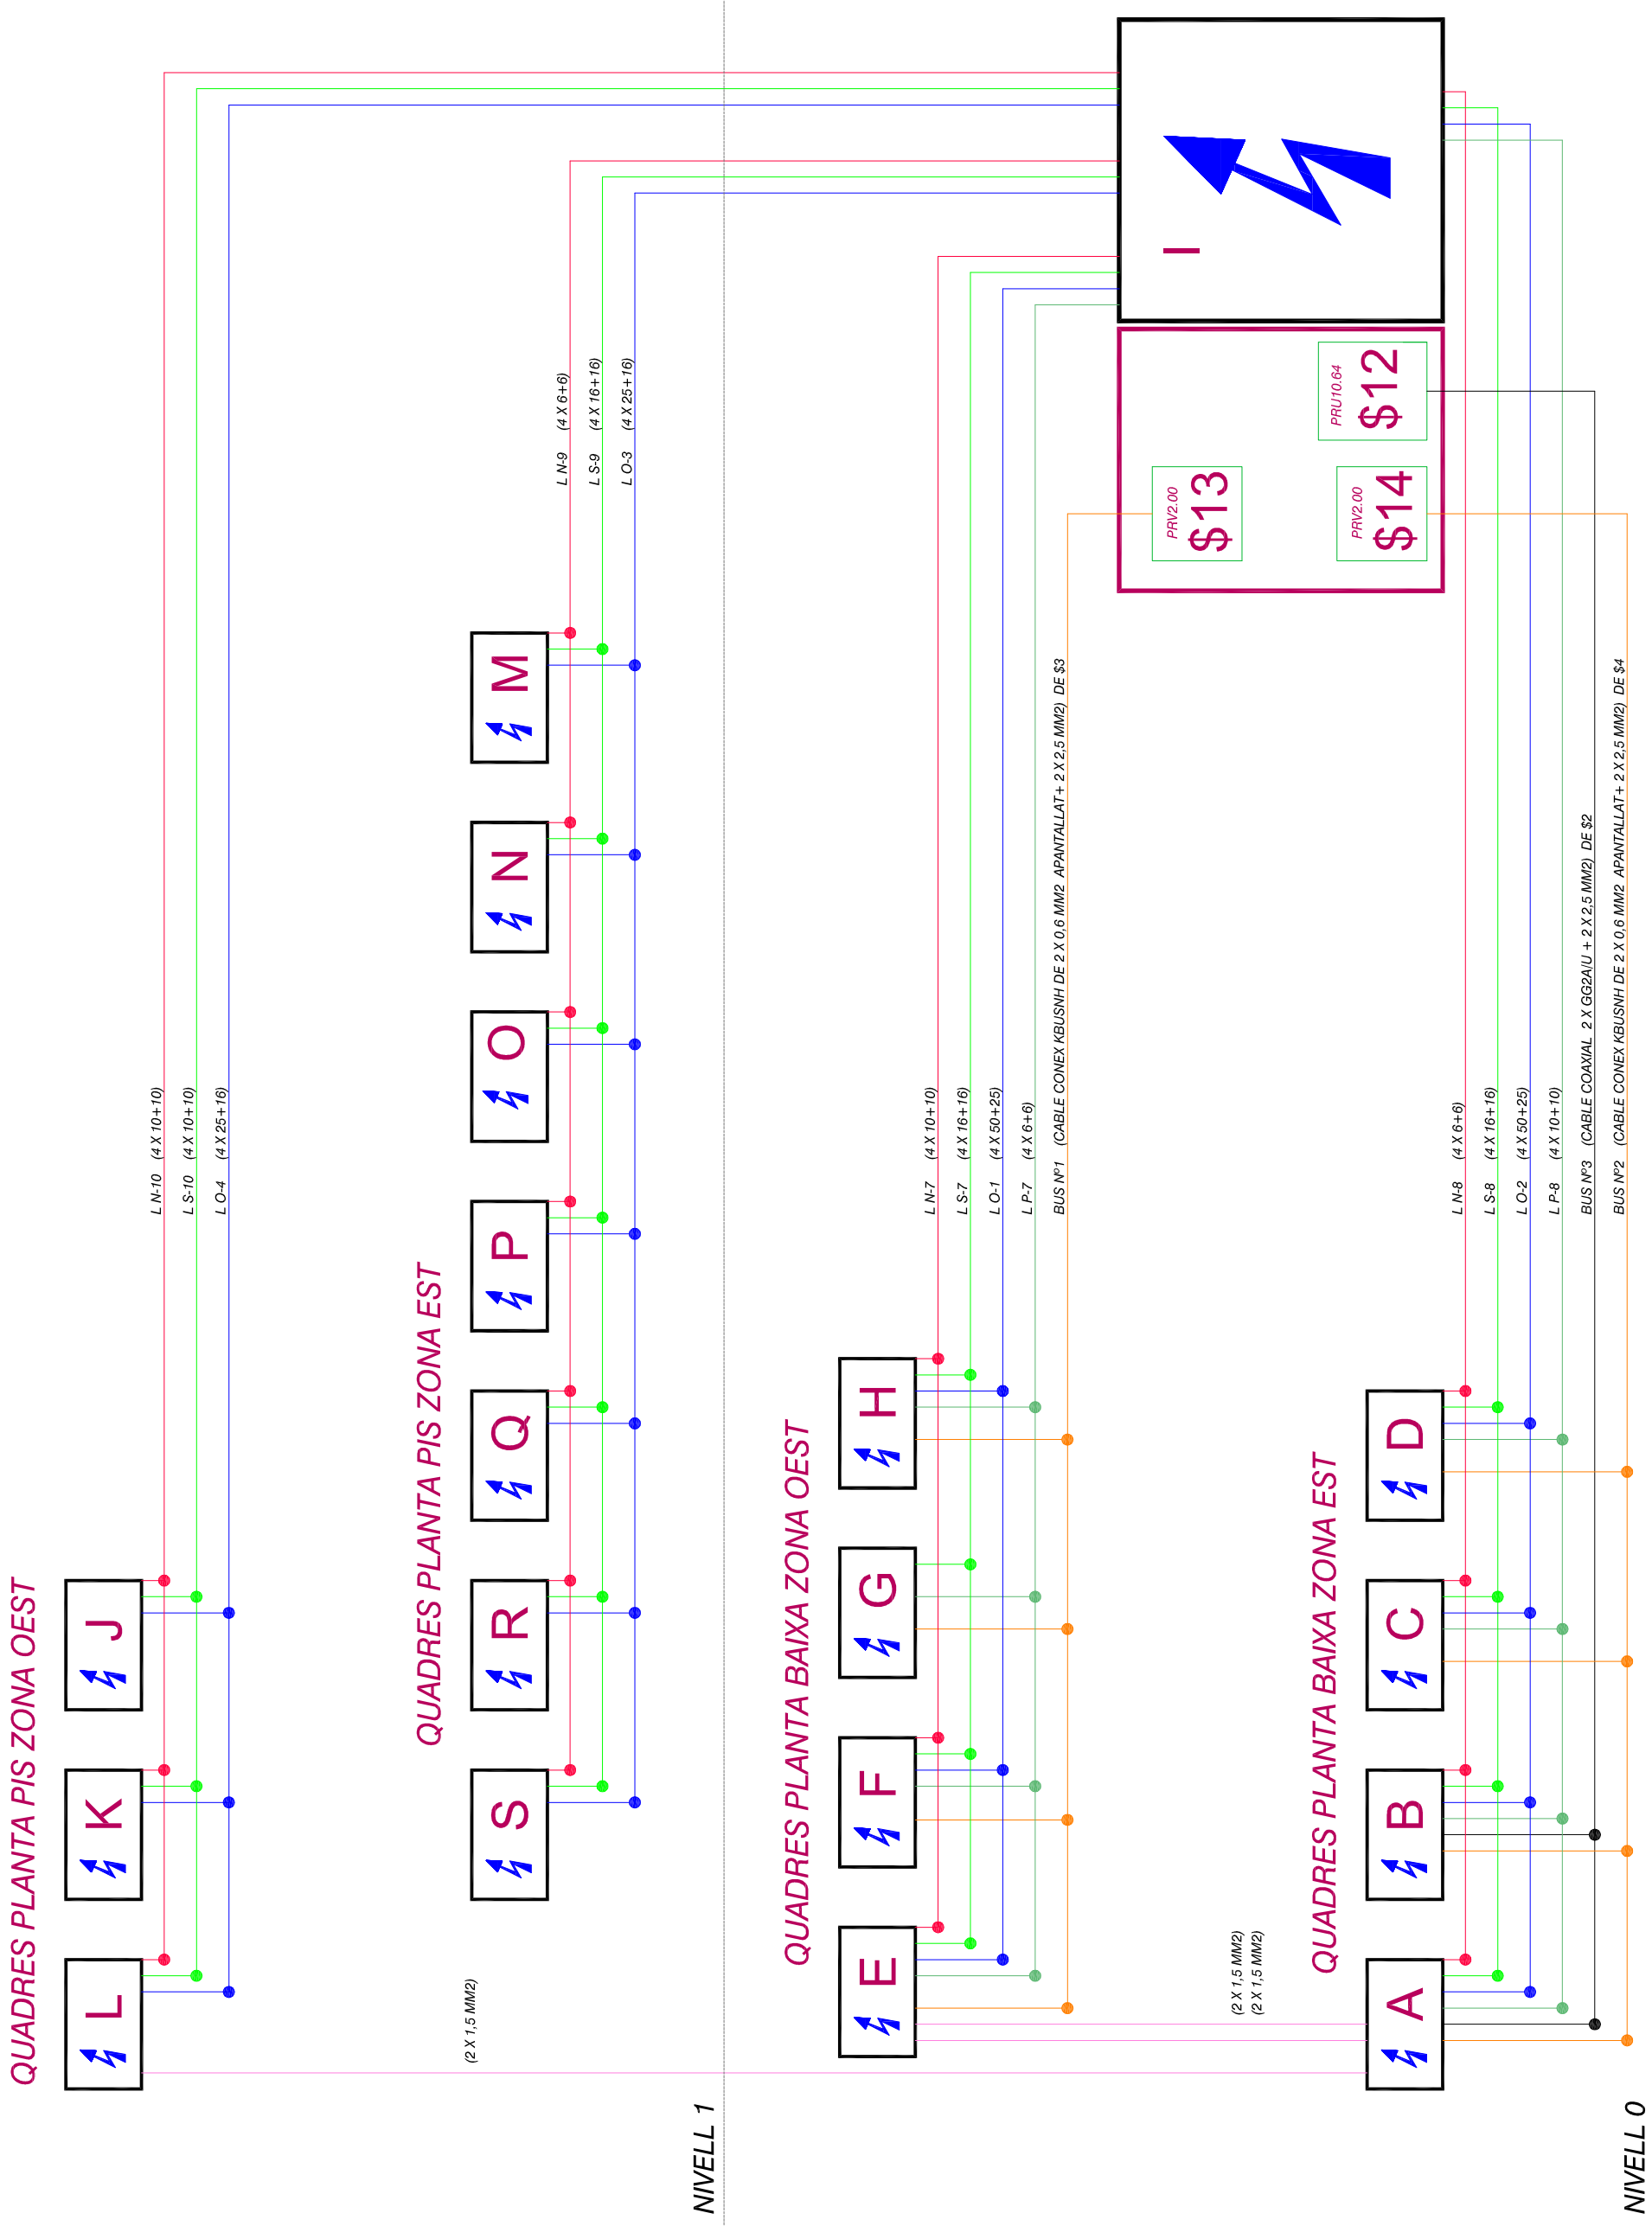 QUADRES PLANTA PIS ZONA OEST
L
K
J
L N-10 (4 X 10+10)
L S-10 (4 X 10+10)
L O-4 (4 X 25+16)
QUADRES PLANTA PIS ZONA EST
S
R
Q
P
O
N
M
L N-9 (4 X 6+6)
L S-9 (4 X 16+16)
L O-3 (4 X 25+16)
(2 X 1,5 MM2)
NIVELL 1
QUADRES PLANTA BAIXA ZONA OEST
E
F
G
H
L N-7 (4 X 10+10)
L S-7 (4 X 16+16)
L O-1 (4 X 50+25)
L P-7 (4 X 6+6)
BUS Nº1 (CABLE CONEX KBUSNH DE 2 X 0,6 MM2 APANTALLAT+ 2 X 2,5 MM2) DE $3
I
PRV2.00
$13
PRU10.64
$12
PRV2.00
$14
(2 X 1,5 MM2)
(2 X 1,5 MM2)
QUADRES PLANTA BAIXA ZONA EST
A
B
C
D
L N-8 (4 X 6+6)
L S-8 (4 X 16+16)
L O-2 (4 X 50+25)
L P-8 (4 X 10+10)
BUS Nº3 (CABLE COAXIAL 2 X GG2A/U + 2 X 2,5 MM2) DE $2
BUS Nº2 (CABLE CONEX KBUSNH DE 2 X 0,6 MM2 APANTALLAT+ 2 X 2,5 MM2) DE $4
NIVELL 0